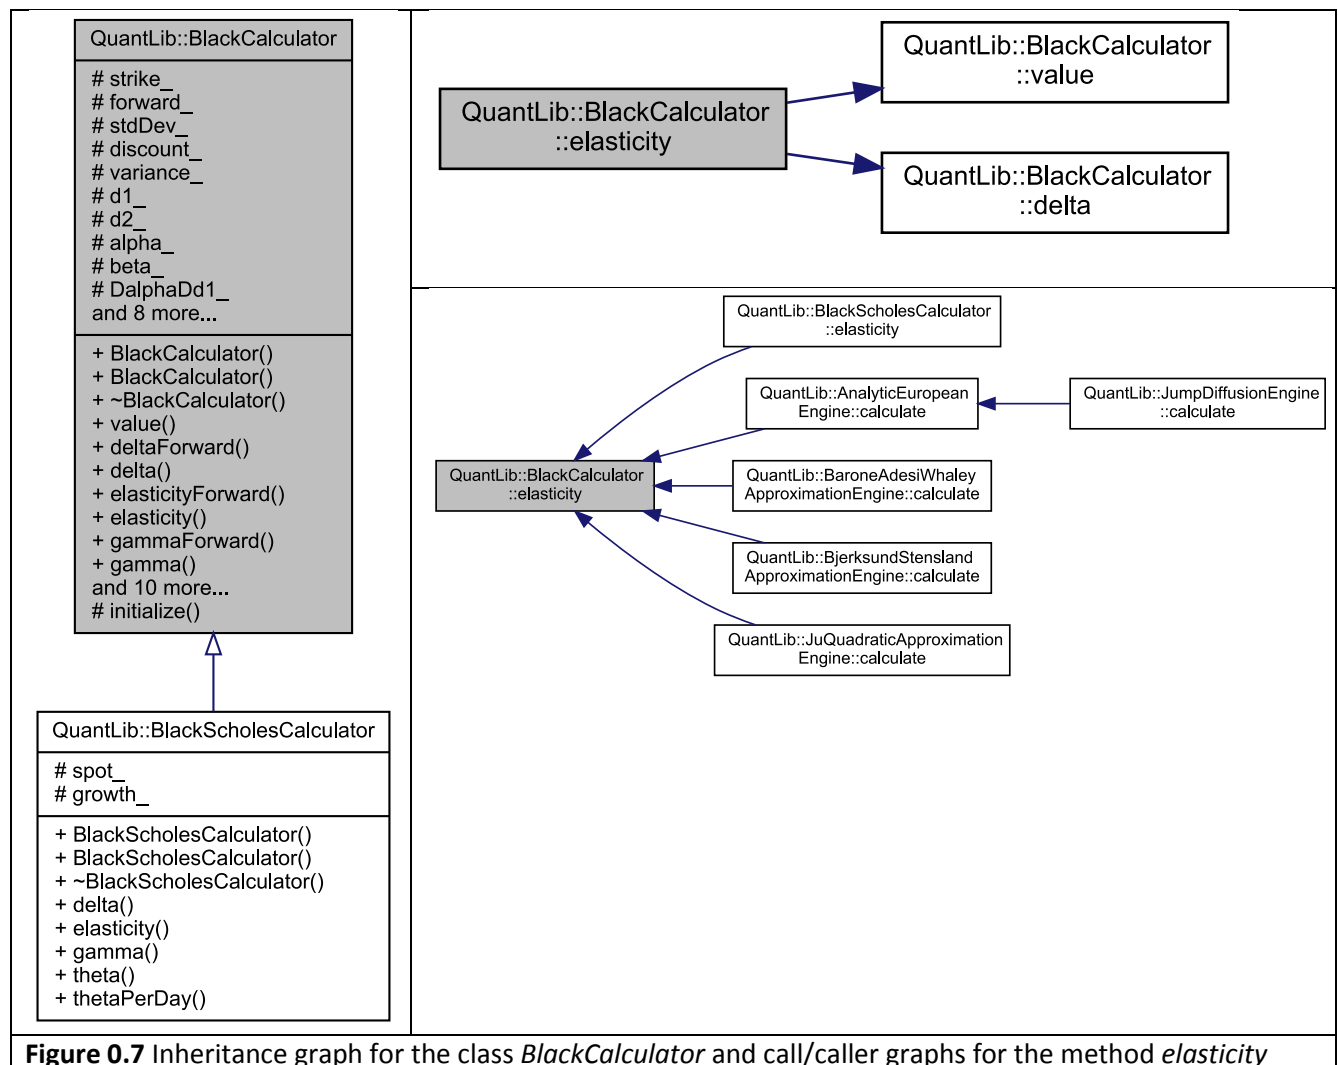 QuantLib::BlackCalculator
# strike_
# forward_
# stdDev_
# discount_
# variance_
# d1_
# d2_
# alpha_
# beta_
# DalphaDd1_
and 8 more...
+ BlackCalculator()
+ BlackCalculator()
+ ~BlackCalculator()
+ value()
+ deltaForward()
+ delta()
+ elasticityForward()
+ elasticity()
+ gammaForward()
+ gamma()
and 10 more...
# initialize()
QuantLib::BlackScholesCalculator
# spot_
# growth_
+ BlackScholesCalculator()
+ BlackScholesCalculator()
+ ~BlackScholesCalculator()
+ delta()
+ elasticity()
+ gamma()
+ theta()
+ thetaPerDay()
QuantLib::BlackCalculator
::elasticity
QuantLib::BlackCalculator
::value
QuantLib::BlackCalculator
::delta
QuantLib::BlackCalculator
::elasticity
QuantLib::BlackScholesCalculator
::elasticity
QuantLib::AnalyticEuropean
Engine::calculate
QuantLib::JumpDiffusionEngine
::calculate
QuantLib::BaroneAdesiWhaley
ApproximationEngine::calculate
QuantLib::BjerksundStensland
ApproximationEngine::calculate
QuantLib::JuQuadraticApproximation
Engine::calculate
Figure 0.7 Inheritance graph for the class BlackCalculator and call/caller graphs for the method elasticity